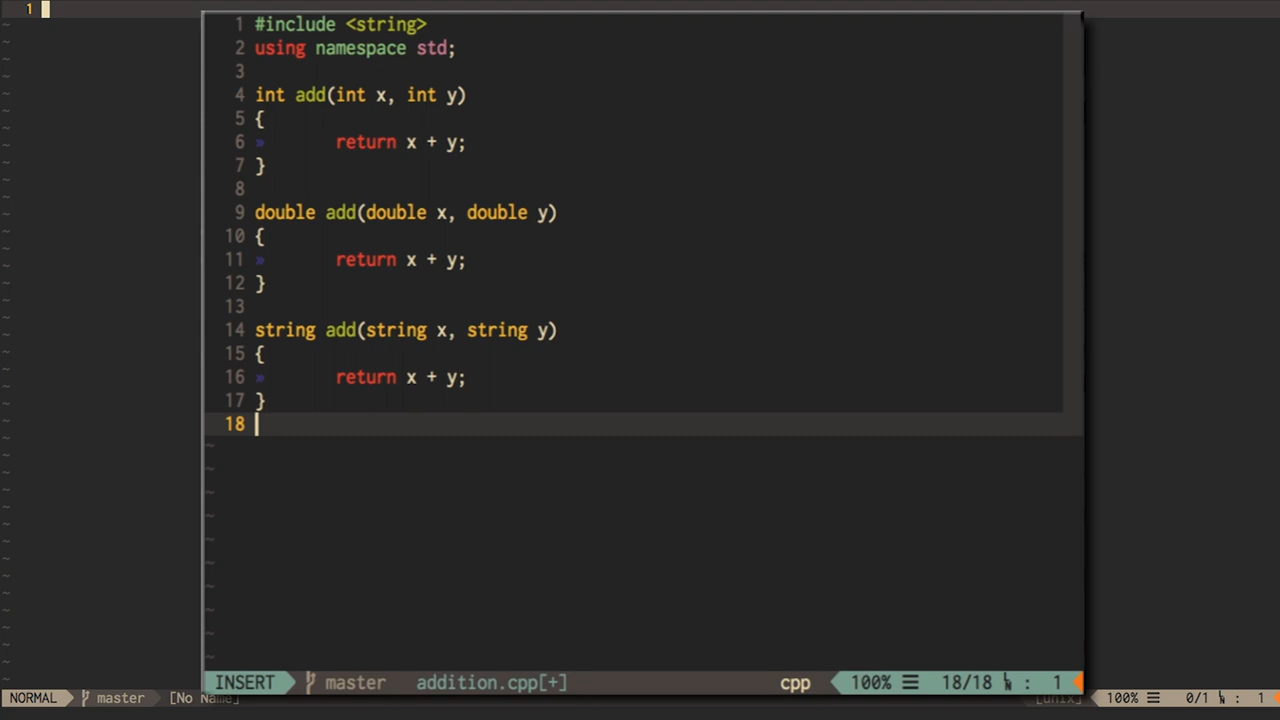 1
1 #include <string>
2 using namespace std;
3
4 int add(int x, int y)
5 {
6 » return x + y;
7 }
8
9 double add(double x, double y)
10 {
11 » return x + y;
12 }
13
14 string add(string x, string y)
15 {
16 » return x + y;
17 }
18
INSERT master addition.cpp[+] cpp 100% ☰ 18/18 : 1
NORMAL master [No Name] [unix] 100% ☰ 0/1 : 1